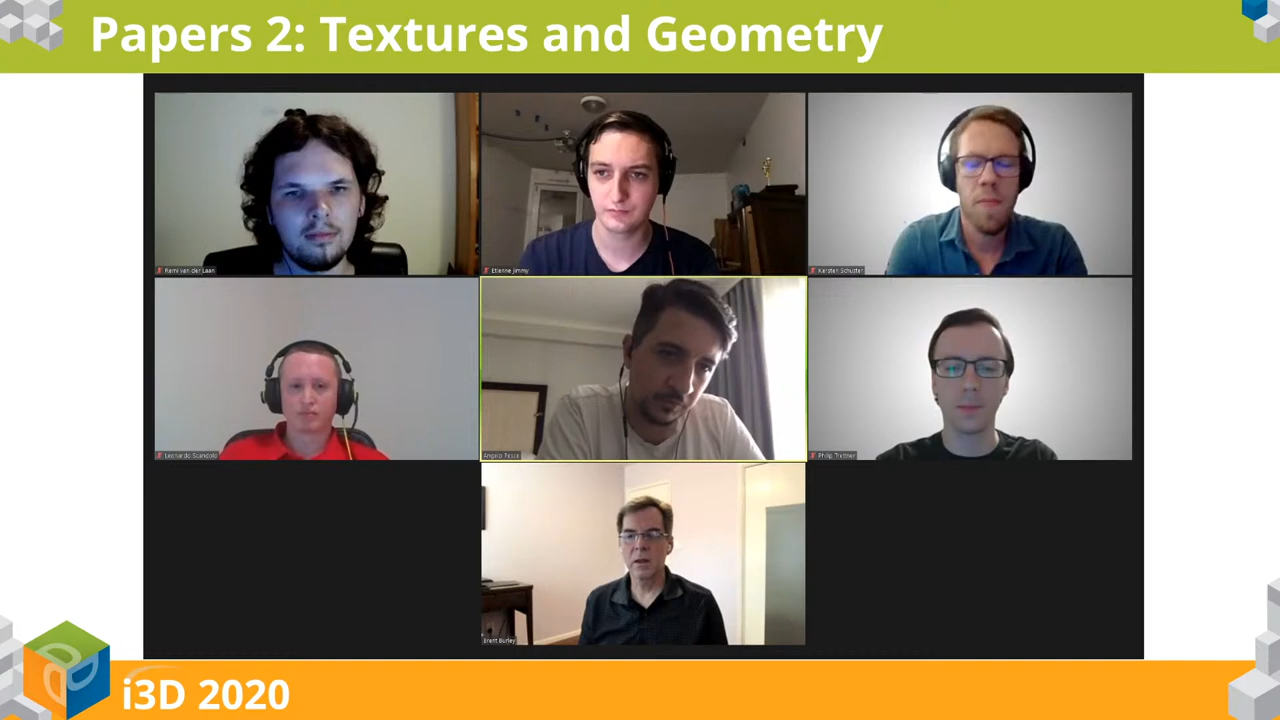 Papers 2: Textures and Geometry
Remi van der Laan
Etienne Jimmy
Kersten Schuster
Leonardo Scandolo
Angelo Pesce
Philip Trettner
Brent Burley
i3D 2020